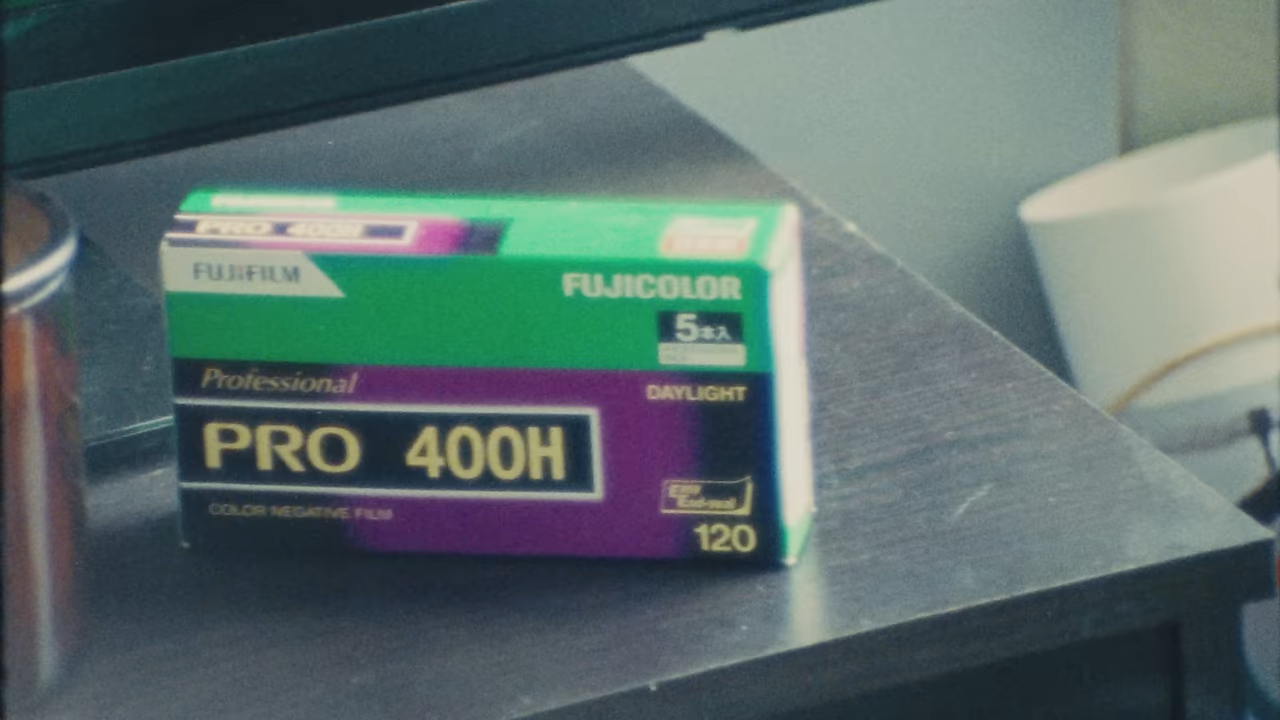 PRO 400H
FUJIFILM
FUJICOLOR
5本入
Professional
DAYLIGHT
PRO 400H
COLOR NEGATIVE FILM
120